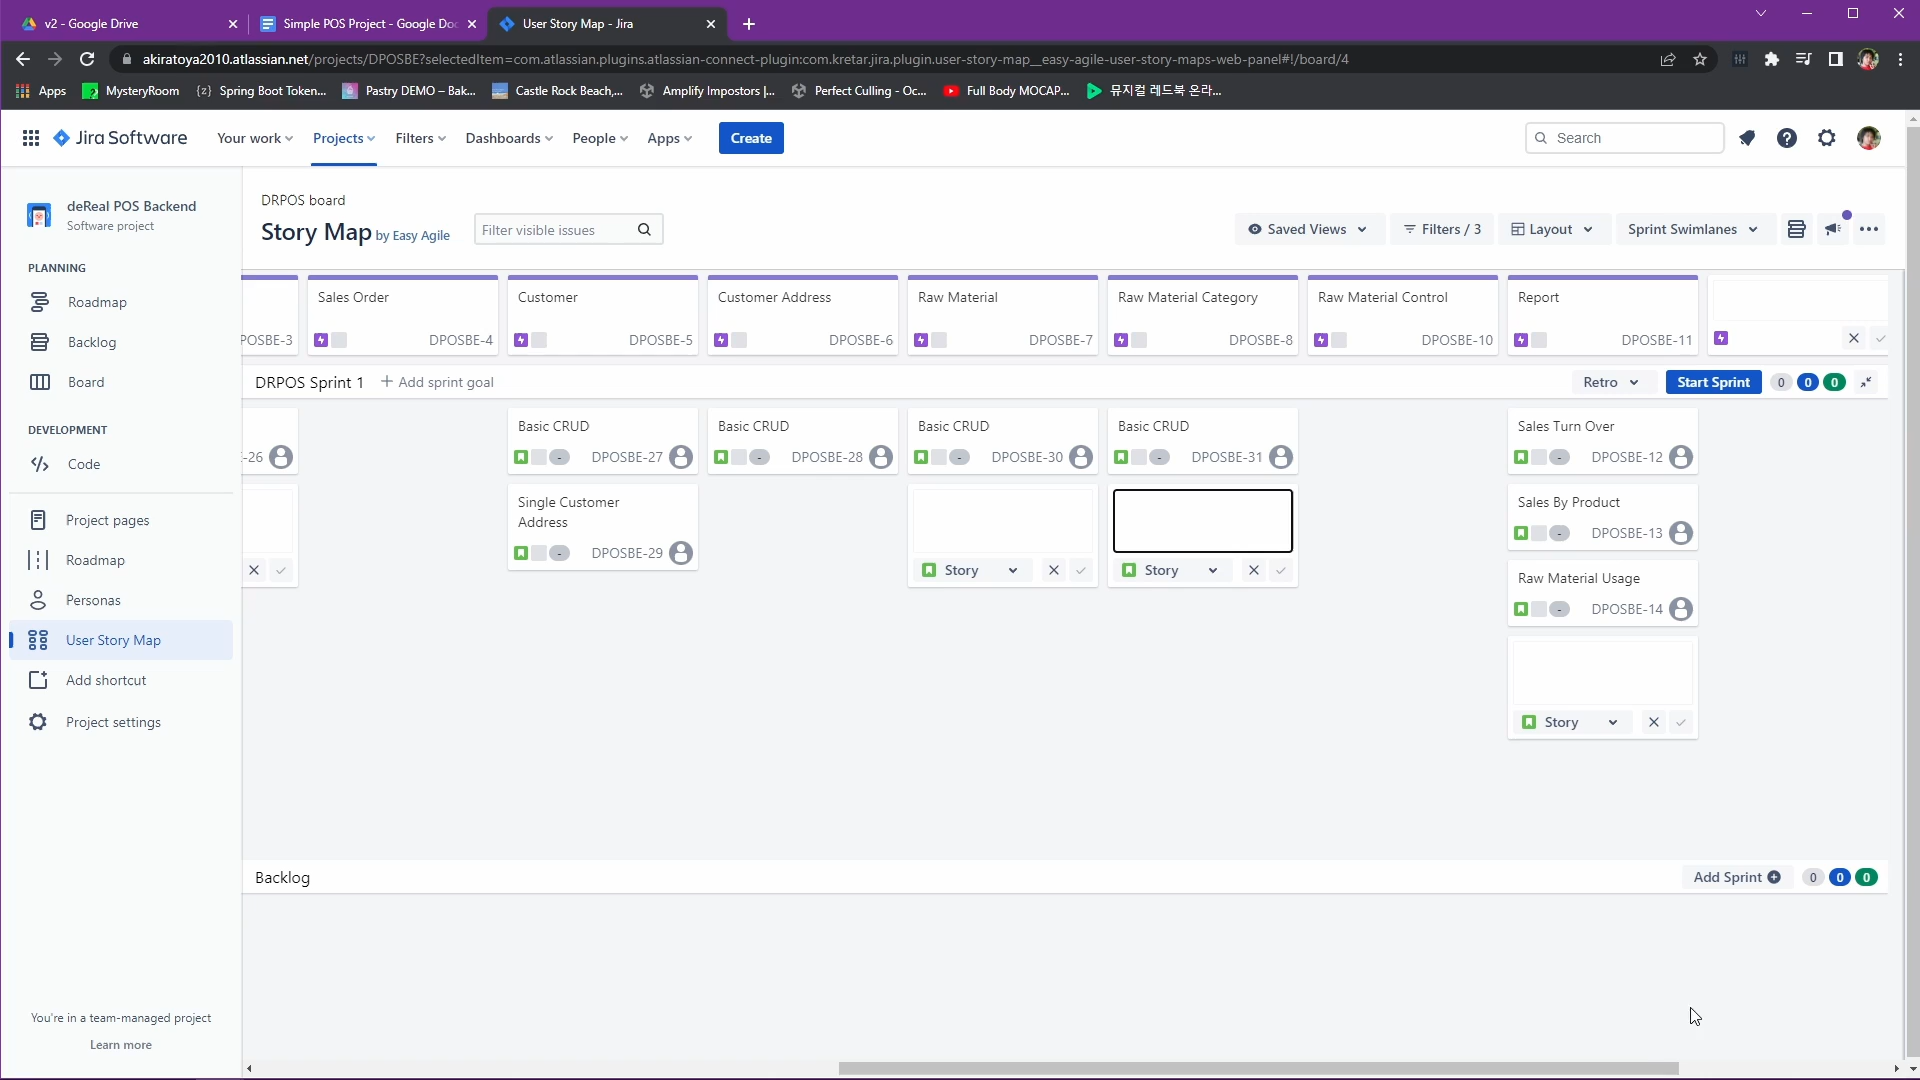 v2 - Google Drive
Simple POS Project - Google Doc
User Story Map - Jira
akiratoya2010.atlassian.net/projects/DPOSBE?selectedItem=com.atlassian.plugins.atlassian-connect-plugin:com.kretar.jira.plugin.user-story-map__easy-agile-user-story-maps-web-panel#!/board/4
Apps
MysteryRoom
Spring Boot Token...
Pastry DEMO – Bak...
Castle Rock Beach,...
Amplify Impostors |...
Perfect Culling - Oc...
Full Body MOCAP...
뮤지컬 레드북 온라...
Jira Software
Your work
Projects
Filters
Dashboards
People
Apps
Create
Search
deReal POS Backend
Software project
PLANNING
Roadmap
Backlog
Board
DEVELOPMENT
Code
Project pages
Roadmap
Personas
User Story Map
Add shortcut
Project settings
You're in a team-managed project
Learn more
DRPOS board
Story Map by Easy Agile
Filter visible issues
Saved Views
Filters / 3
Layout
Sprint Swimlanes
POSBE-3
Sales Order
DPOSBE-4
Customer
DPOSBE-5
Customer Address
DPOSBE-6
Raw Material
DPOSBE-7
Raw Material Category
DPOSBE-8
Raw Material Control
DPOSBE-10
Report
DPOSBE-11
DRPOS Sprint 1
+ Add sprint goal
Retro
Start Sprint
0
0
0
-26
Basic CRUD
- DPOSBE-27
Basic CRUD
- DPOSBE-28
Basic CRUD
- DPOSBE-30
Basic CRUD
- DPOSBE-31
Sales Turn Over
- DPOSBE-12
Single Customer
Address
- DPOSBE-29
Story
Story
Sales By Product
- DPOSBE-13
Raw Material Usage
- DPOSBE-14
Story
Backlog
Add Sprint
0
0
0